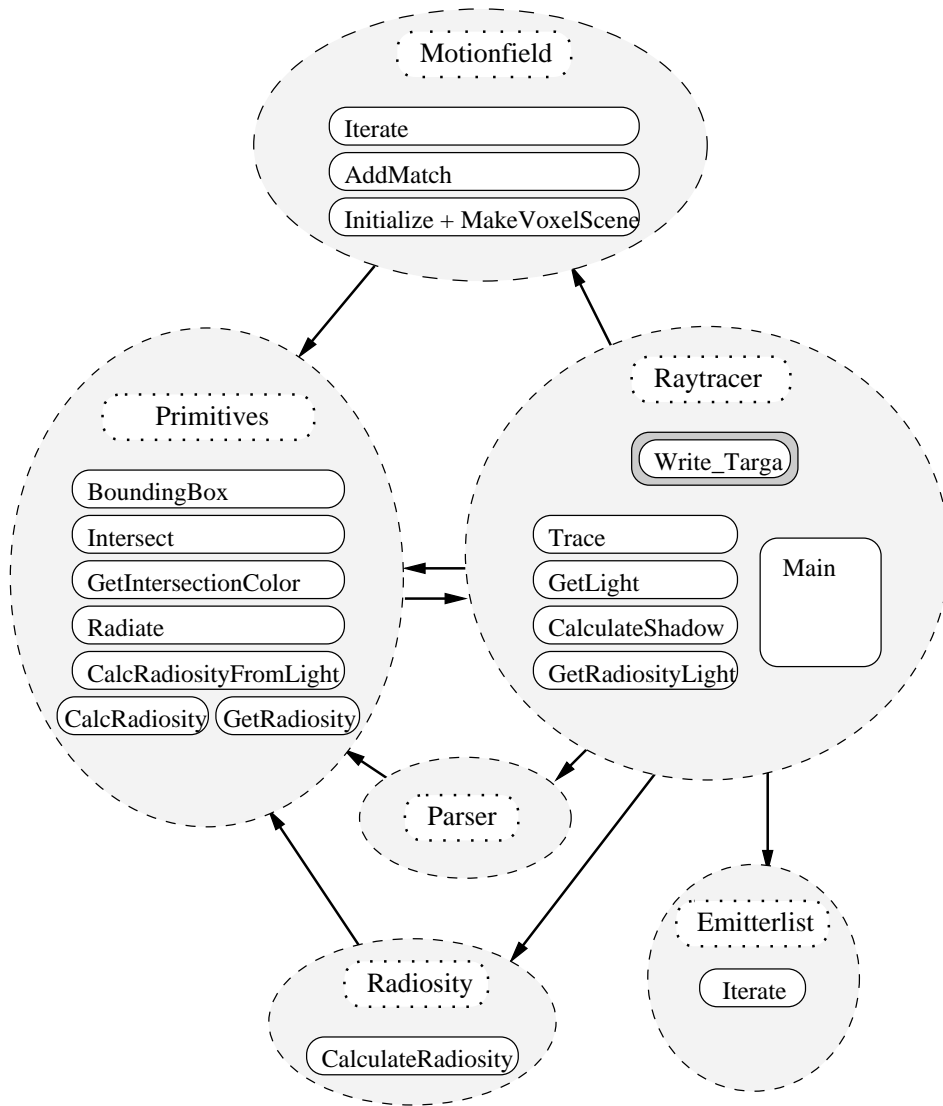 Motionfield
Iterate
AddMatch
Initialize + MakeVoxelScene
Primitives
BoundingBox
Intersect
GetIntersectionColor
Radiate
CalcRadiosityFromLight
CalcRadiosity GetRadiosity
Raytracer
Write_Targa
Trace
GetLight
CalculateShadow
GetRadiosityLight
Main
Parser
Radiosity
CalculateRadiosity
Emitterlist
Iterate